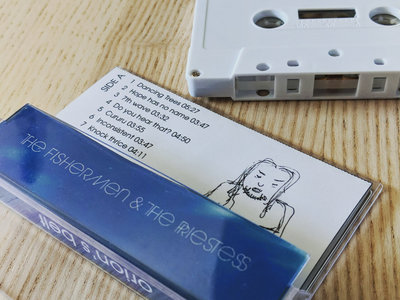 SIDE A
1 Dancing Trees 05:27
2 Hope has no name 03:47
3 7th wave 03:32
4 Do you hear that? 04:50
5 Cururu 03:55
6 Inconsistent 03:47
Knock thrice 04:11
THE FISHERMEN & THE PRIESTESS
orion's belt